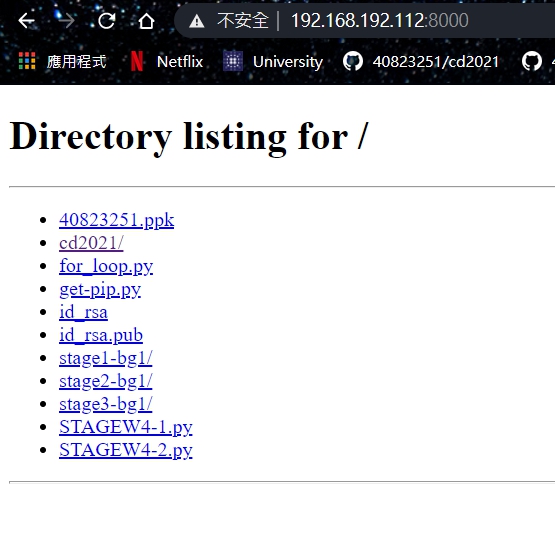 不安全 | 192.168.192.112:8000
應用程式 Netflix University 40823251/cd2021
Directory listing for /
40823251.ppk
cd2021/
for_loop.py
get-pip.py
id_rsa
id_rsa.pub
stage1-bg1/
stage2-bg1/
stage3-bg1/
STAGEW4-1.py
STAGEW4-2.py